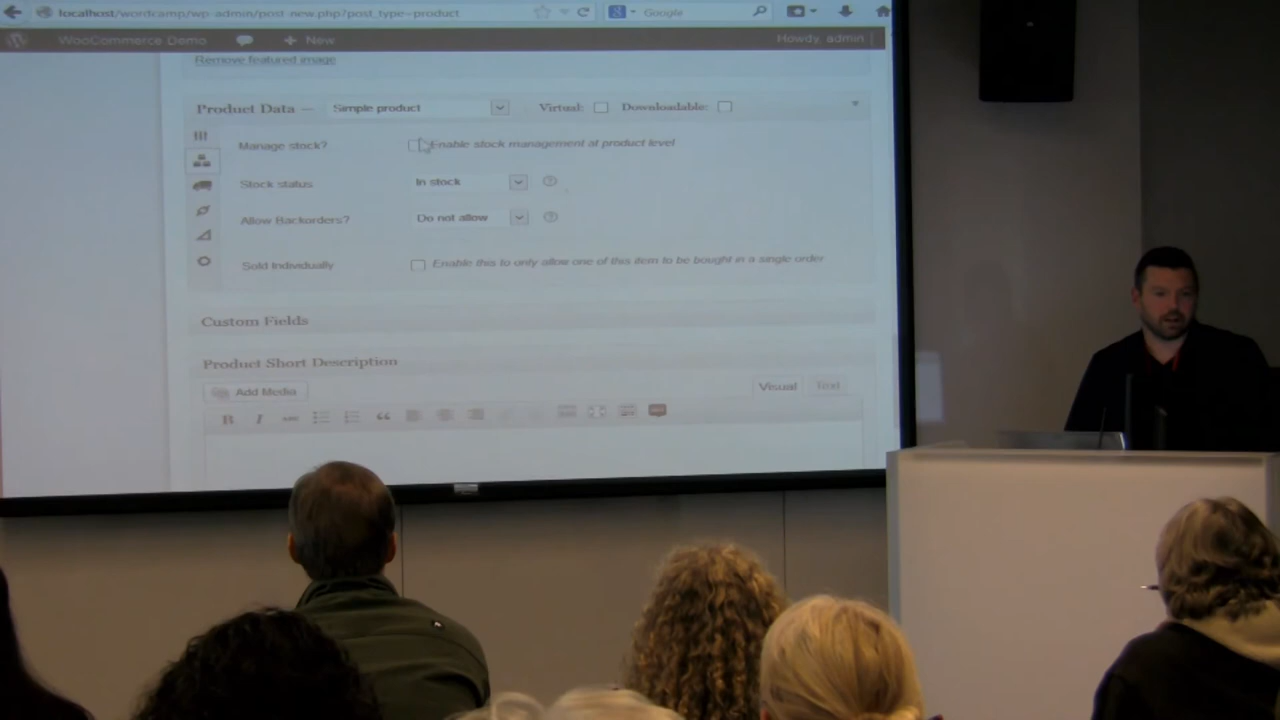 localhost/wordcamp/wp-admin/post-new.php?post_type=product
Google
WooCommerce Demo
New
Howdy, admin
Remove featured image
Product Data — Simple product Virtual: Downloadable:
Manage stock? Enable stock management at product level
Stock status In stock
Allow Backorders? Do not allow
Sold Individually Enable this to only allow one of this item to be bought in a single order
Custom Fields
Product Short Description
Add Media
Visual Text
B I ABC